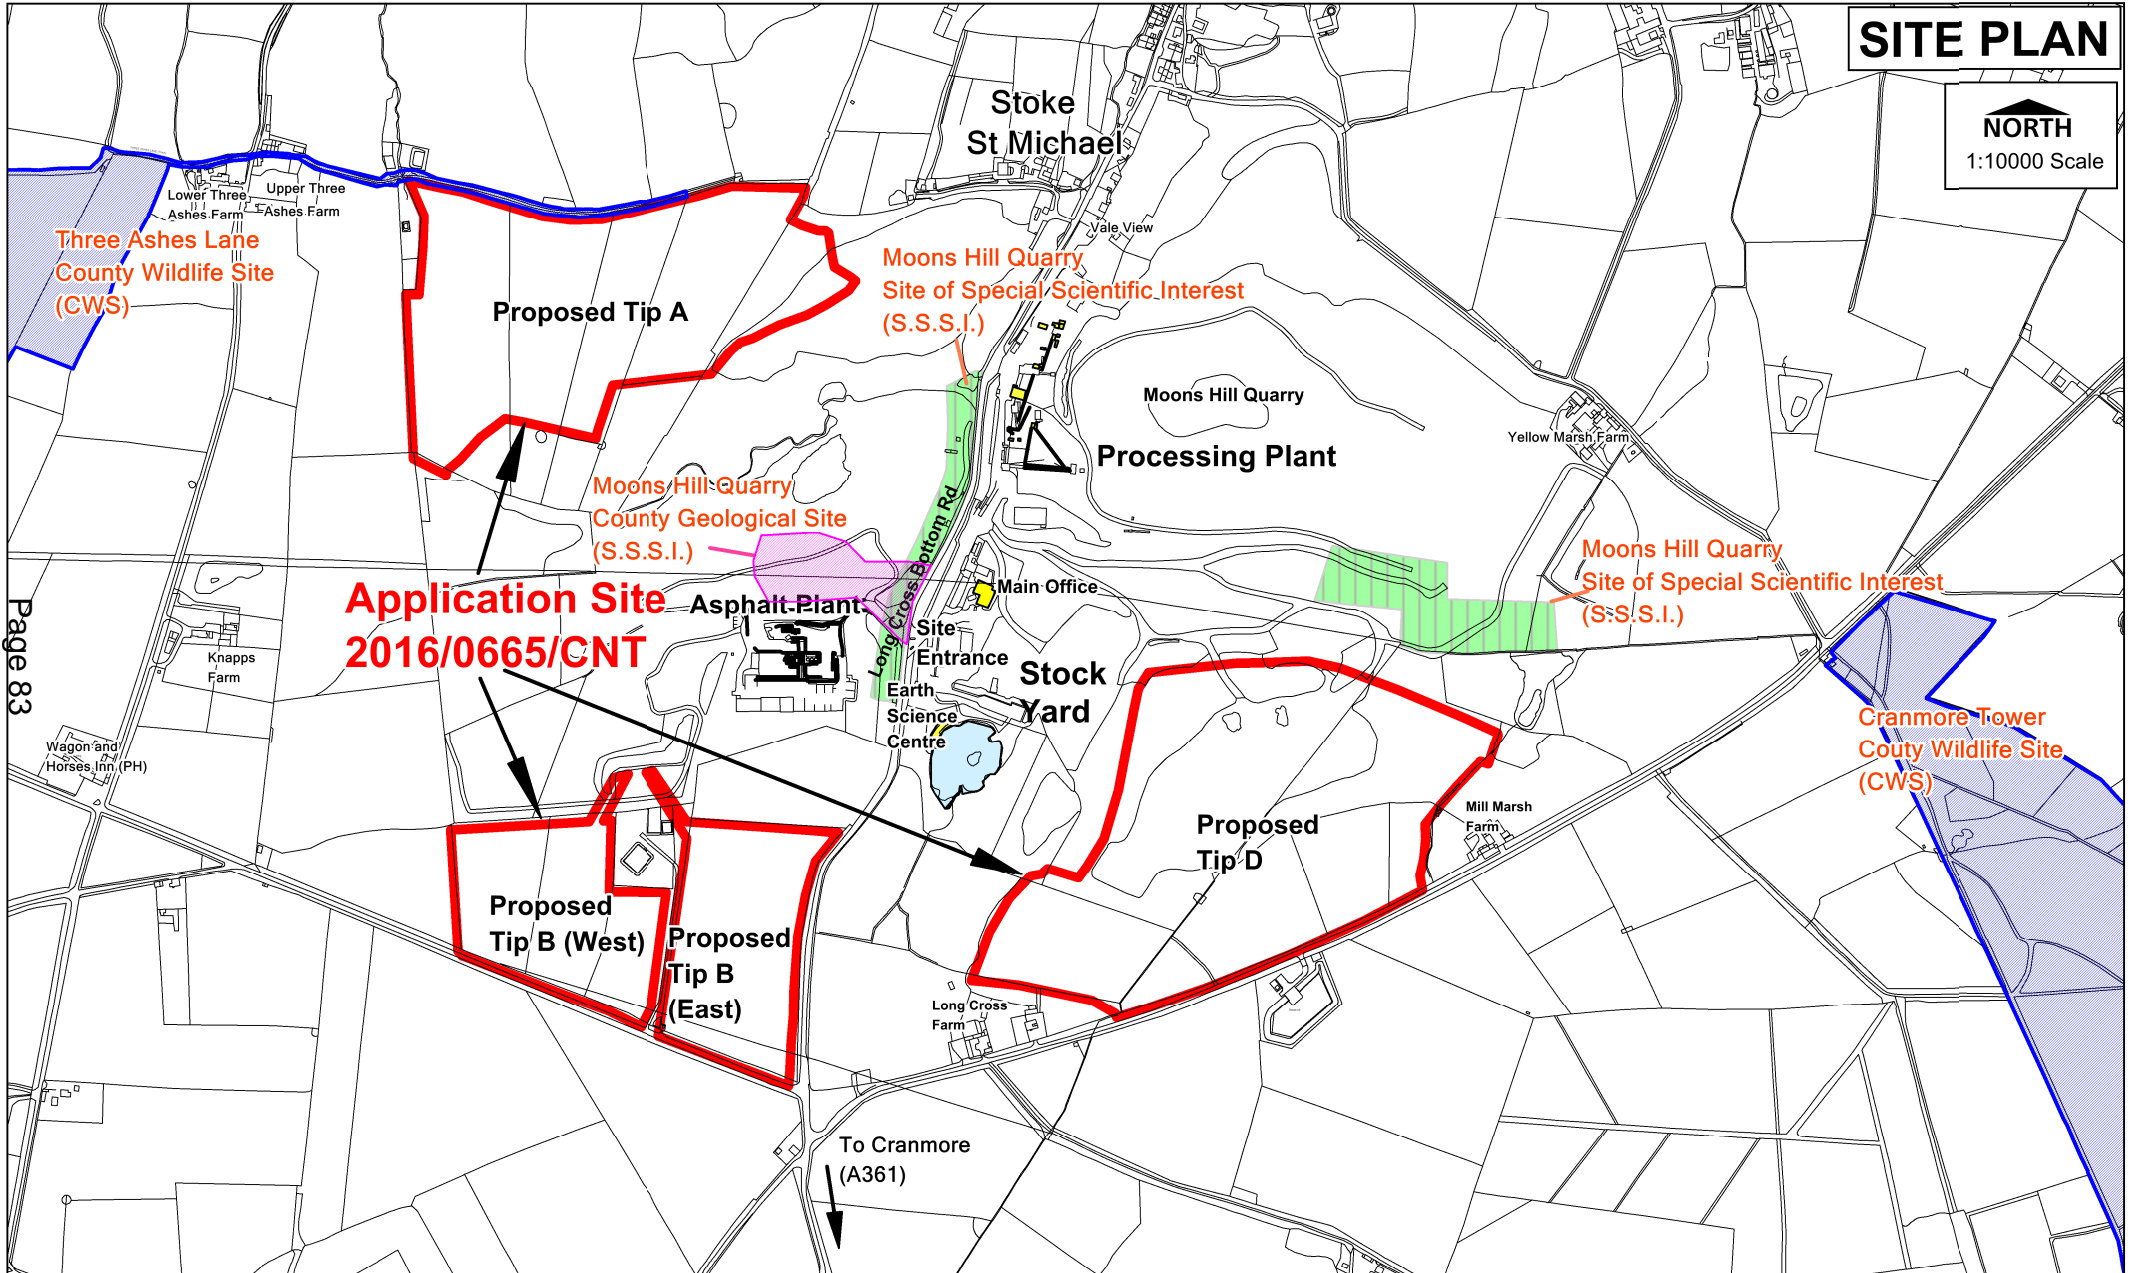 SITE PLAN
NORTH
1:10000 Scale
Stoke
St Michael
Lower Three
Ashes Farm
Upper Three
Ashes Farm
Three Ashes Lane
County Wildlife Site
(CWS)
Vale View
Moons Hill Quarry
Site of Special Scientific Interest
(S.S.S.I.)
Proposed Tip A
Moons Hill Quarry
Processing Plant
Yellow Marsh Farm
Moons Hill Quarry
County Geological Site
(S.S.S.I.)
Long Cross Bottom Rd
Moons Hill Quarry
Site of Special Scientific Interest
(S.S.S.I.)
Application Site
2016/0665/CNT
Asphalt Plant
Main Office
Site
Entrance
Page 83
Knapps
Farm
Stock
Yard
Earth
Science
Centre
Wagon and
Horses Inn (PH)
Cranmore Tower
Couty Wildlife Site
(CWS)
Mill Marsh
Farm
Proposed
Tip D
Proposed
Tip B (West)
Proposed
Tip B
(East)
Long Cross
Farm
To Cranmore
(A361)